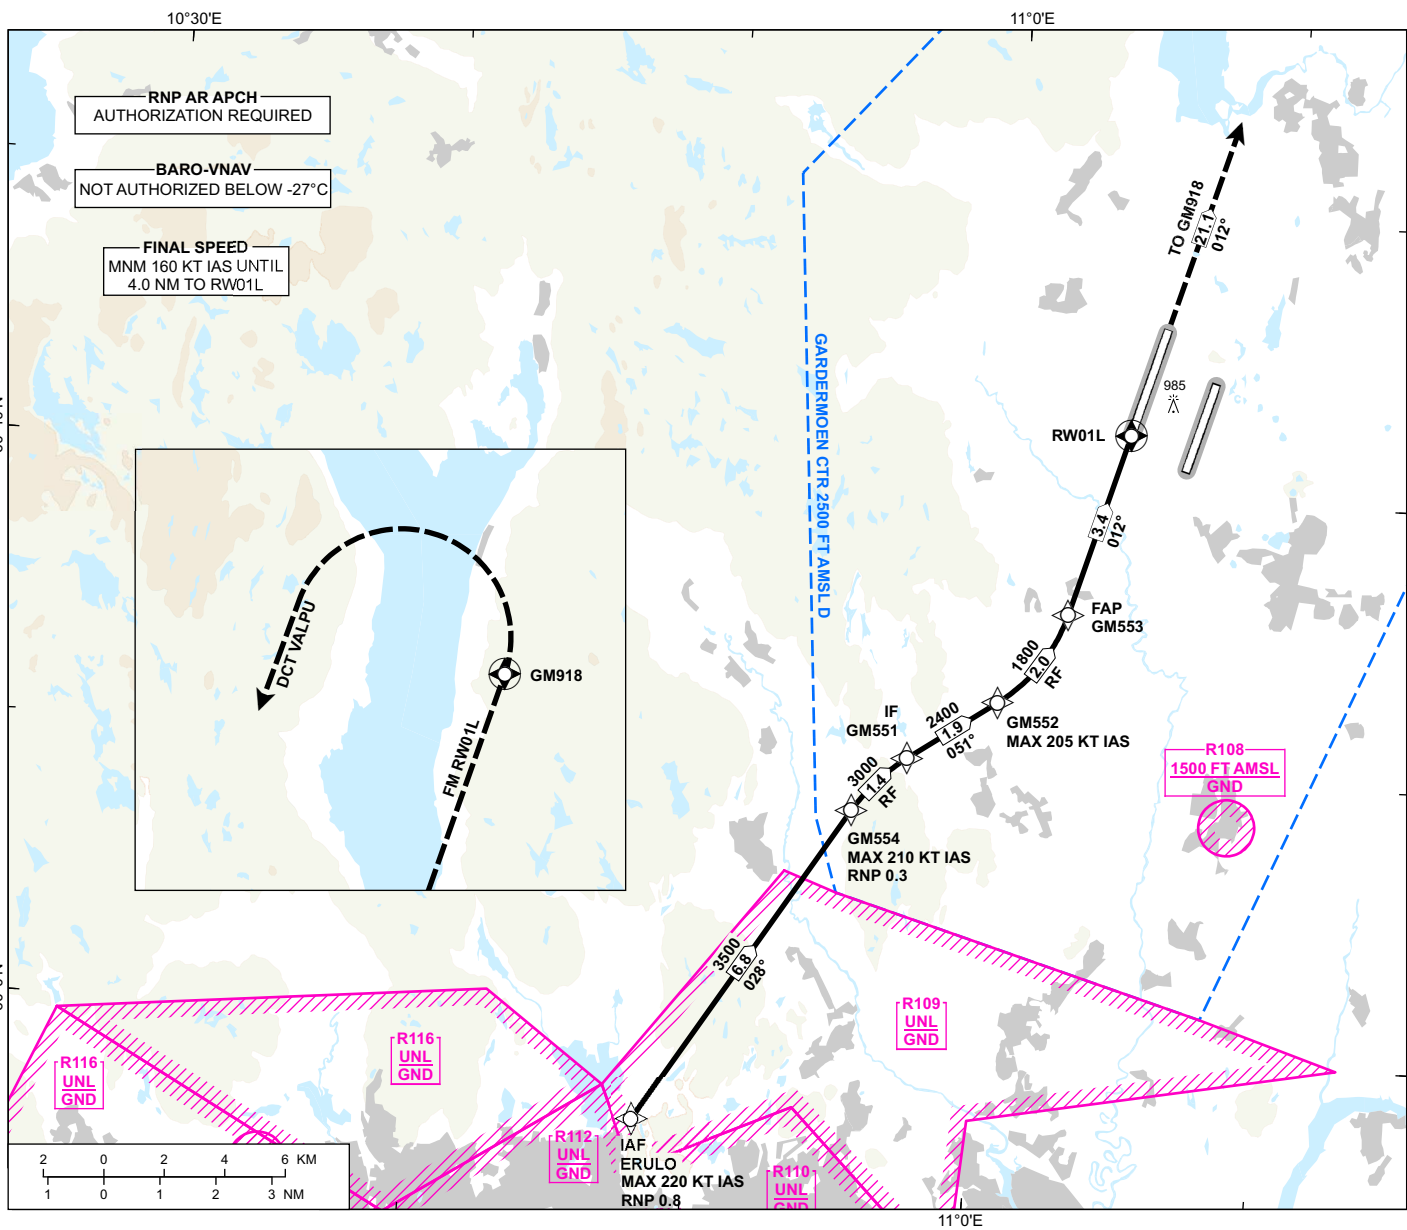 10°30'E
11°0'E
RNP AR APCH
AUTHORIZATION REQUIRED
BARO-VNAV
NOT AUTHORIZED BELOW -27°C
FINAL SPEED
MNM 160 KT IAS UNTIL
4.0 NM TO RW01L
TO GM918
21.1
012°
GARDERMOEN CTR 2500 FT AMSL D
985
RW01L
3.4
012°
FAP
GM553
1800
2.0
RF
GM552
MAX 205 KT IAS
IF
GM551
2400
1.9
051°
3000
1.4
RF
GM554
MAX 210 KT IAS
RNP 0.3
DCT VALPU
GM918
FM RW01L
R108
1500 FT AMSL
GND
3500
6.8
028°
R109
UNL
GND
R116
UNL
GND
R116
UNL
GND
R112
UNL
GND
R110
UNL
GND
IAF
ERULO
MAX 220 KT IAS
RNP 0.8
2 0 2 4 6 KM
1 0 1 2 3 NM
11°0'E